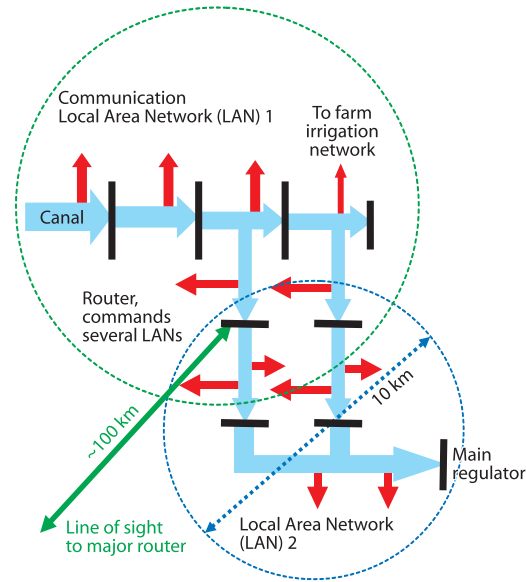 Communication
Local Area Network (LAN) 1
To farm
irrigation
network
Canal
Router,
commands
several LANs
~100 km
10 km
Main
regulator
Line of sight
to major router
Local Area Network
(LAN) 2